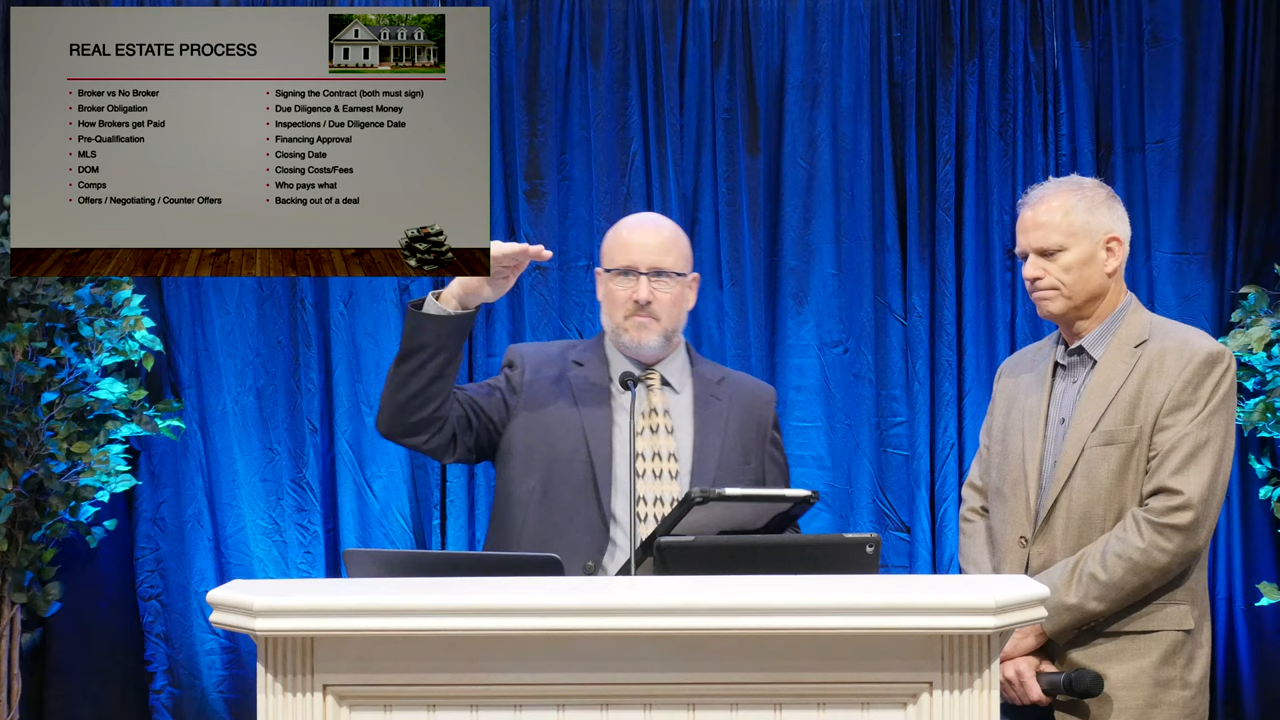 REAL ESTATE PROCESS
• Broker vs No Broker
• Broker Obligation
• How Brokers get Paid
• Pre-Qualification
• MLS
• DOM
• Comps
• Offers / Negotiating / Counter Offers
• Signing the Contract (both must sign)
• Due Diligence & Earnest Money
• Inspections / Due Diligence Date
• Financing Approval
• Closing Date
• Closing Costs/Fees
• Who pays what
• Backing out of a deal